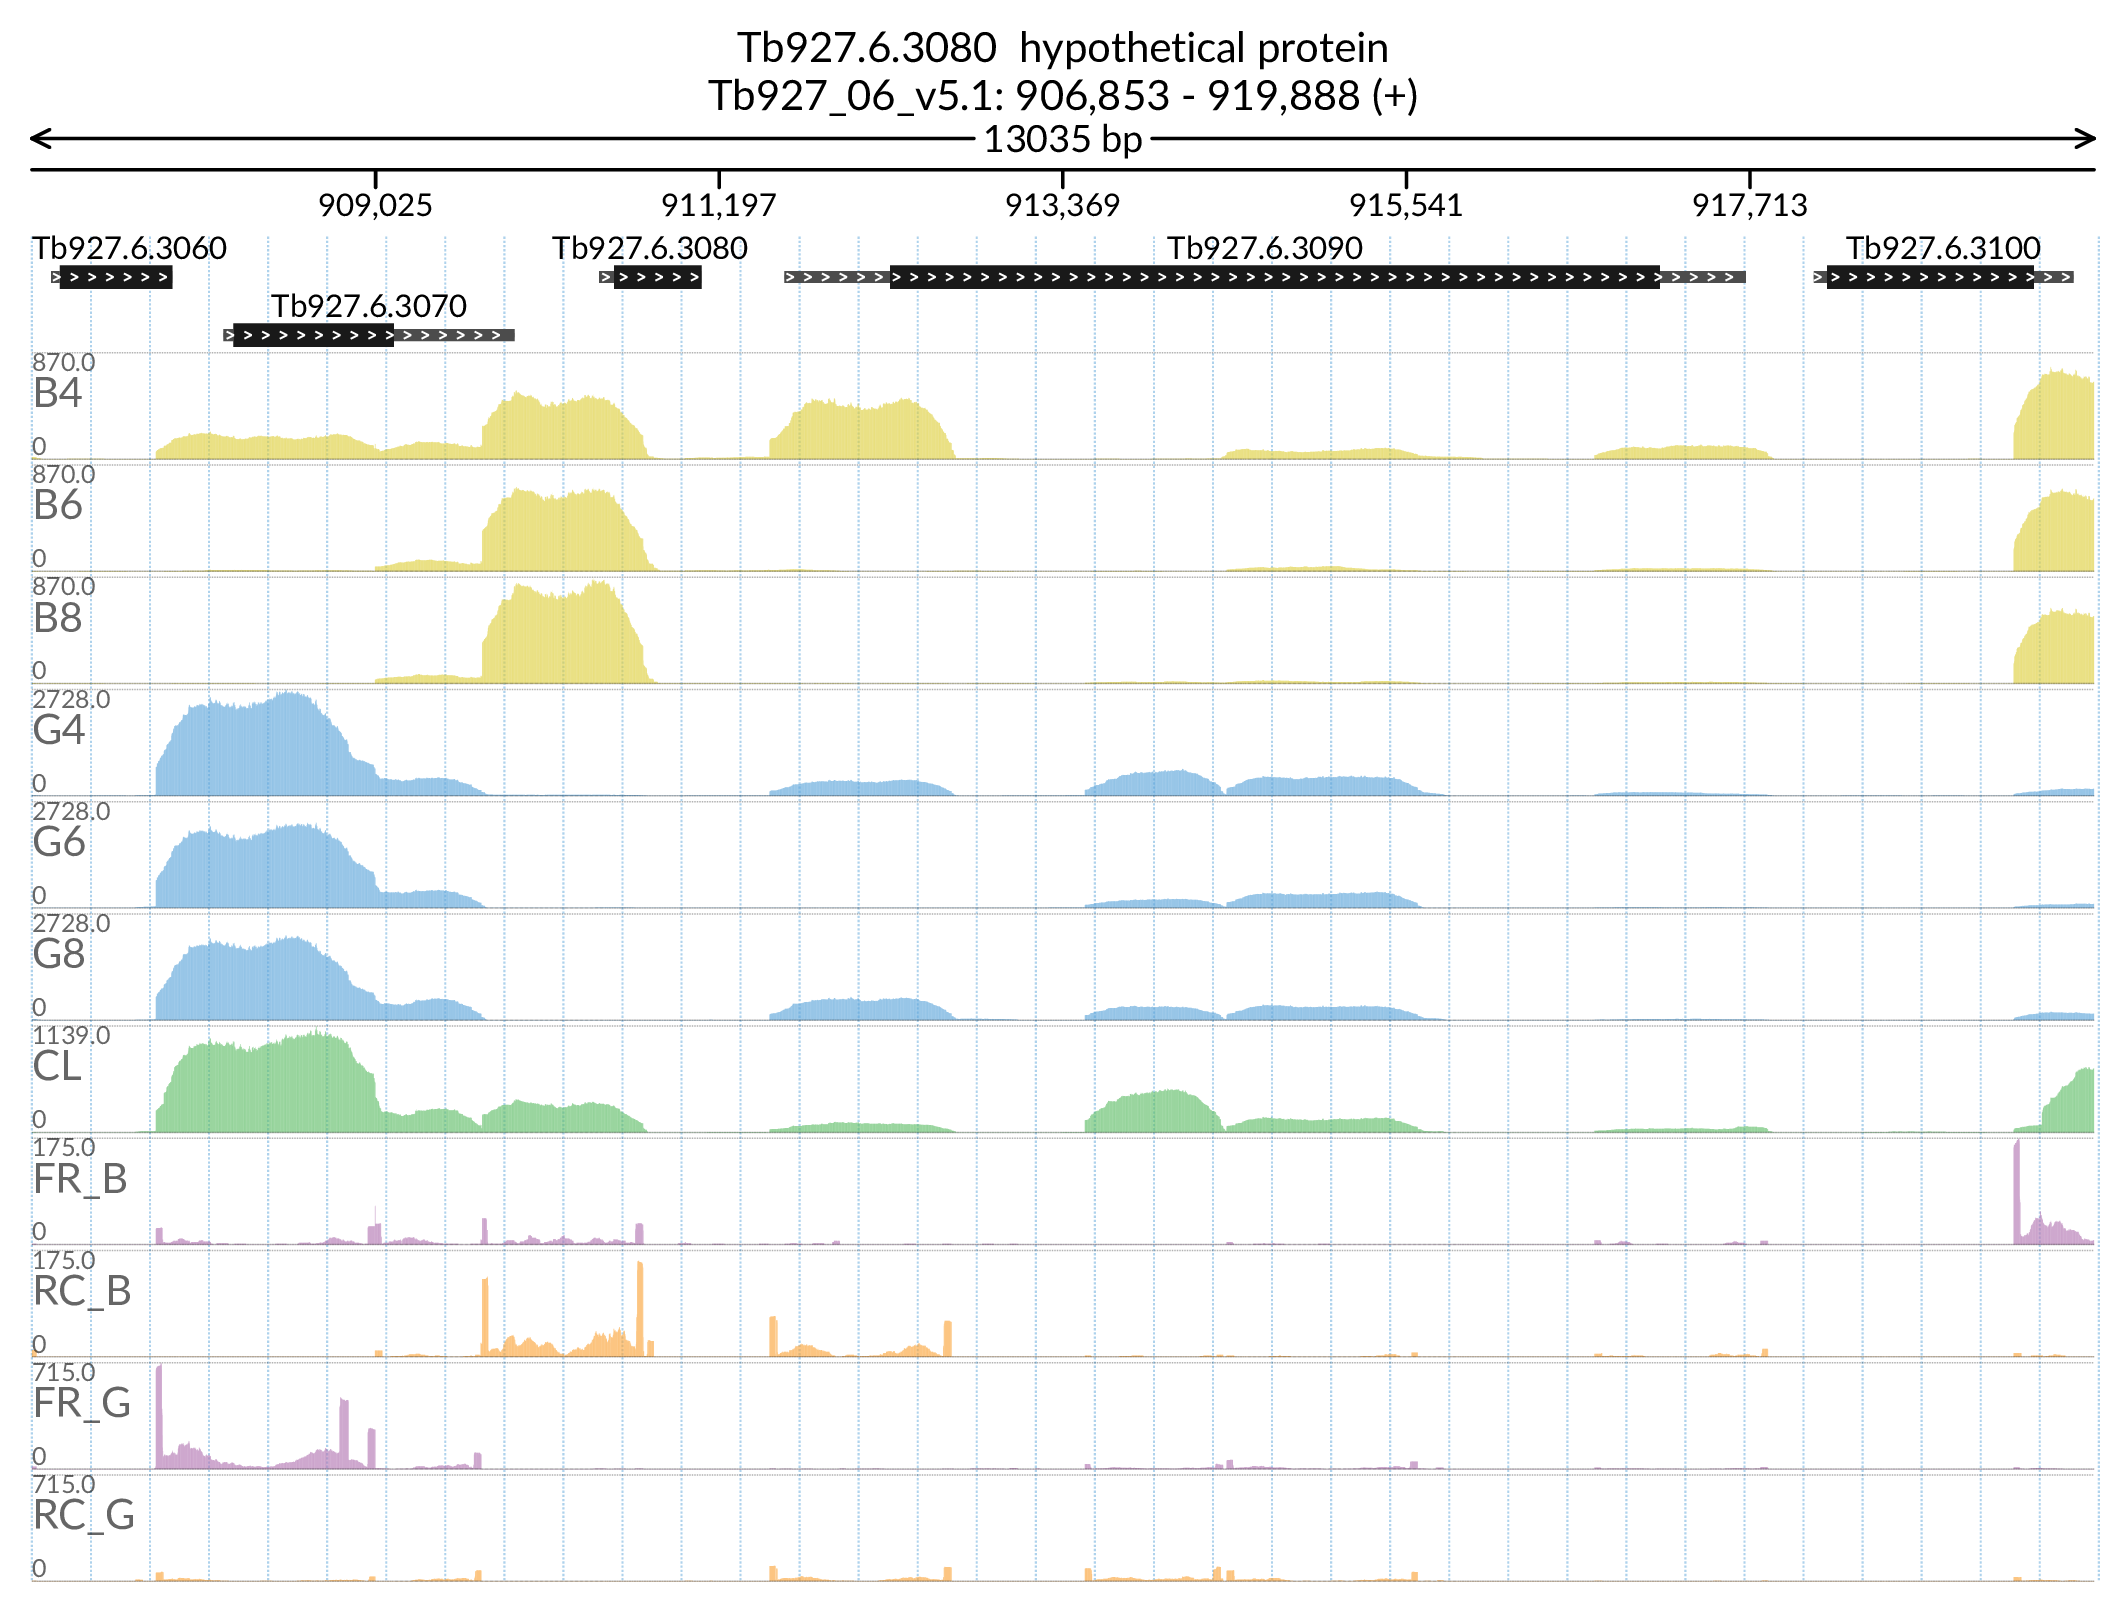 Tb927.6.3080  hypothetical protein
Tb927_06_v5.1: 906,853 - 919,888 (+)
13035 bp
909,025 911,197 913,369 915,541 917,713
Tb927.6.3060 Tb927.6.3080 Tb927.6.3090 Tb927.6.3100
Tb927.6.3070
870.0
B4
0
870.0
B6
0
870.0
B8
0
2728.0
G4
0
2728.0
G6
0
2728.0
G8
0
1139.0
CL
0
175.0
FR_B
0
175.0
RC_B
0
715.0
FR_G
0
715.0
RC_G
0